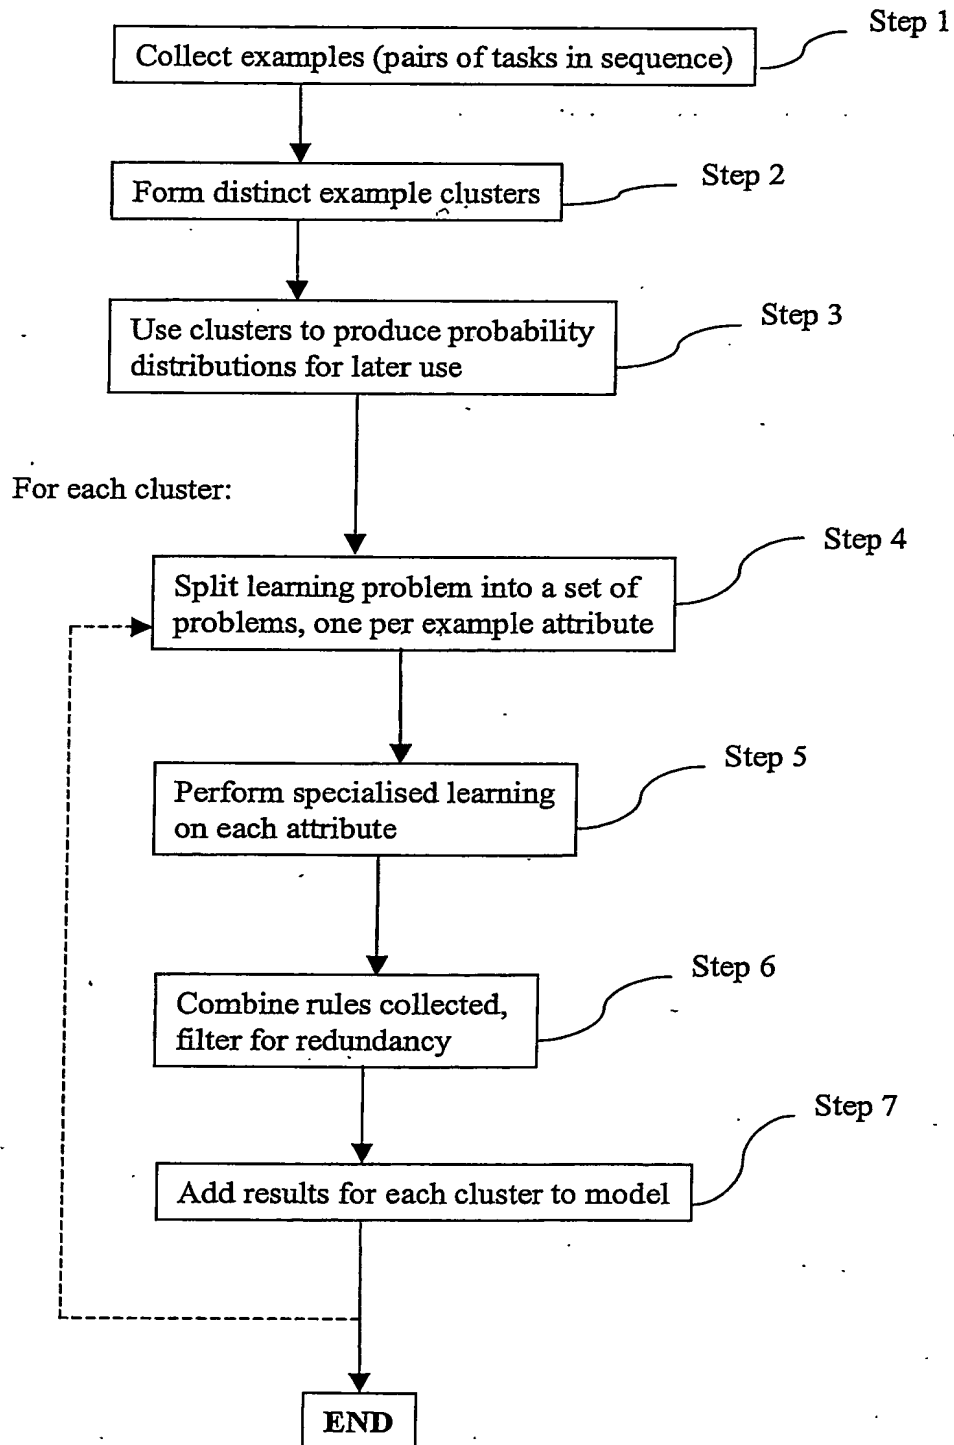 Step 1
Collect examples (pairs of tasks in sequence)
Step 2
Form distinct example clusters
Step 3
Use clusters to produce probability
distributions for later use
For each cluster:
Step 4
Split learning problem into a set of
problems, one per example attribute
Step 5
Perform specialised learning
on each attribute
Step 6
Combine rules collected,
filter for redundancy
Step 7
Add results for each cluster to model
END